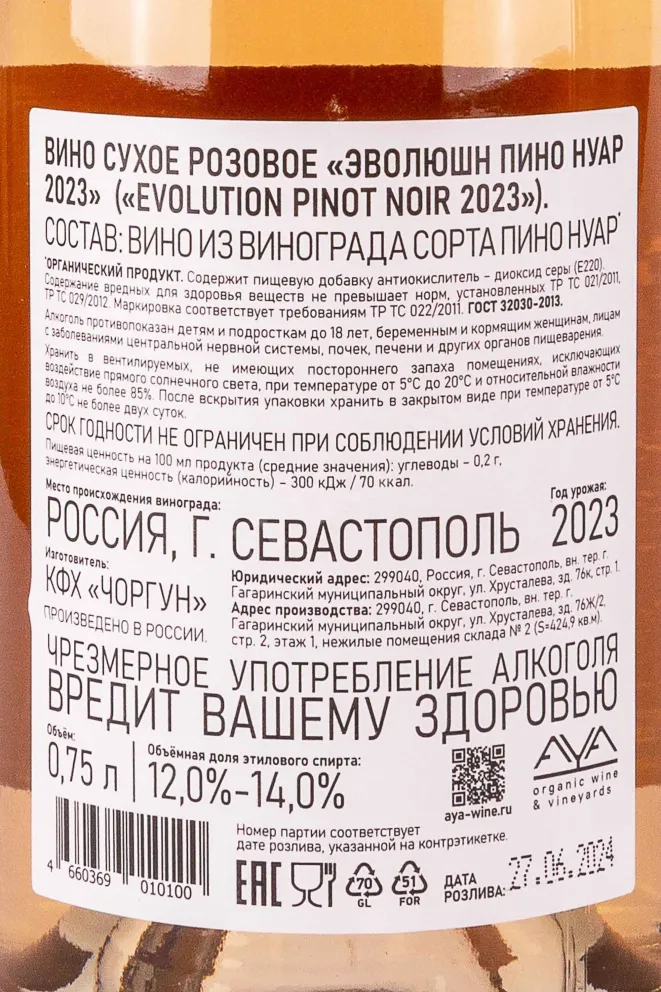 ВИНО СУХОЕ РОЗОВОЕ «ЭВОЛЮШН ПИНО НУАР
2023» («EVOLUTION PINOT NOIR 2023»).
СОСТАВ: ВИНО ИЗ ВИНОГРАДА СОРТА ПИНО НУАР*
*ОРГАНИЧЕСКИЙ ПРОДУКТ. Содержит пищевую добавку антиокислитель – диоксид серы (Е220).
Содержание вредных для здоровья веществ не превышает норм, установленных ТР ТС 021/2011,
ТР ТС 029/2012. Маркировка соответствует требованиям ТР ТС 022/2011. ГОСТ 32030-2013.
Алкоголь противопоказан детям и подросткам до 18 лет, беременным и кормящим женщинам, лицам
с заболеваниями центральной нервной системы, почек, печени и других органов пищеварения.
Хранить в вентилируемых, не имеющих постороннего запаха помещениях, исключающих
воздействие прямого солнечного света, при температуре от 5°С до 20°С и относительной влажности
воздуха не более 85%. После вскрытия упаковки хранить в закрытом виде при температуре от 5°С
до 10°С не более двух суток.
СРОК ГОДНОСТИ НЕ ОГРАНИЧЕН ПРИ СОБЛЮДЕНИИ УСЛОВИЙ ХРАНЕНИЯ.
Пищевая ценность на 100 мл продукта (средние значения): углеводы – 0,2 г,
энергетическая ценность (калорийность) – 300 кДж / 70 ккал.
Место происхождения винограда:
РОССИЯ, Г. СЕВАСТОПОЛЬ
Год урожая:
2023
Изготовитель:
КФХ «ЧОРГУН»
ПРОИЗВЕДЕНО В РОССИИ.
Юридический адрес: 299040, Россия, г. Севастополь, вн. тер. г.
Гагаринский муниципальный округ, ул. Хрусталева, зд. 76к, стр. 1.
Адрес производства: 299040, г. Севастополь, вн. тер. г.
Гагаринский муниципальный округ, ул. Хрусталева, зд. 76Ж/2,
стр. 2, этаж 1, нежилые помещения склада № 2 (S=424,9 кв.м).
ЧРЕЗМЕРНОЕ УПОТРЕБЛЕНИЕ АЛКОГОЛЯ
ВРЕДИТ ВАШЕМУ ЗДОРОВЬЮ
Объём:
0,75 л
Объёмная доля этилового спирта:
12,0%-14,0%
aya-wine.ru
AYA
organic wine
& vineyards
4 660369 010100
Номер партии соответствует
дате розлива, указанной на контрэтикетке.
EAC
70
GL
51
FOR
ДАТА
РОЗЛИВА:
27.06.2024